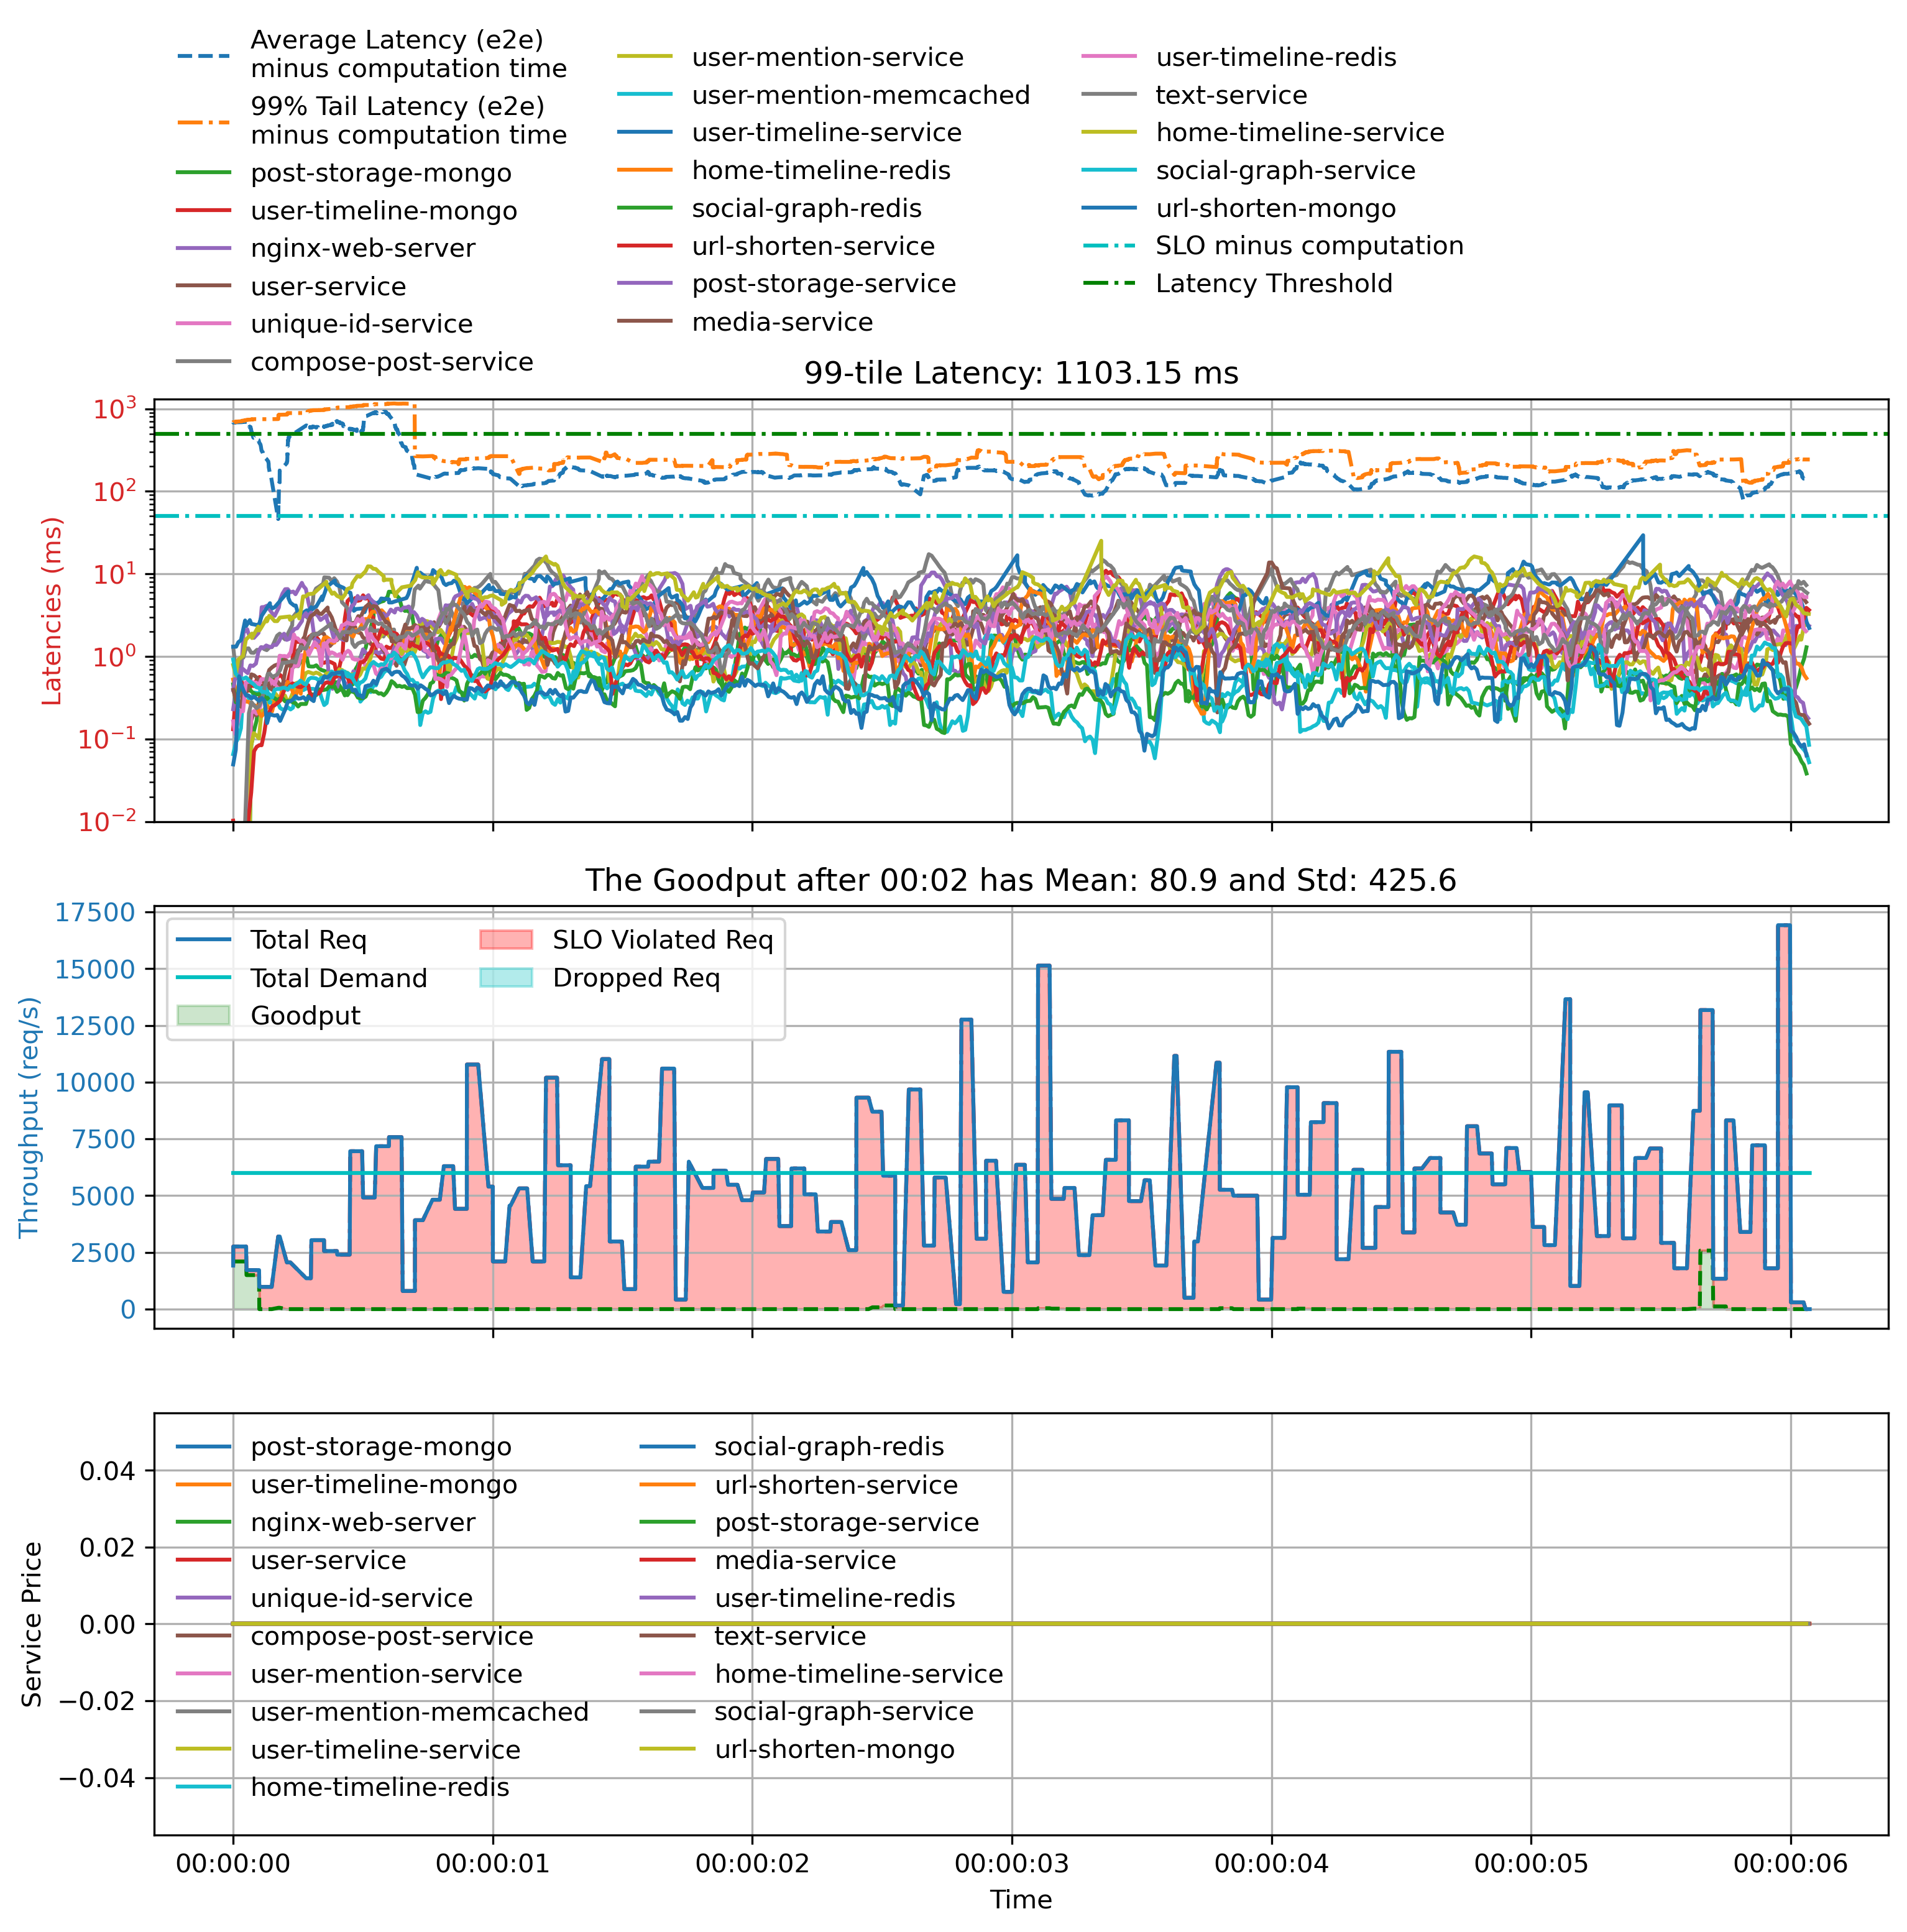 Average Latency (e2e)
minus computation time
99% Tail Latency (e2e)
minus computation time
post-storage-mongo
user-timeline-mongo
nginx-web-server
user-service
unique-id-service
compose-post-service
user-mention-service
user-mention-memcached
user-timeline-service
home-timeline-redis
social-graph-redis
url-shorten-service
post-storage-service
media-service
user-timeline-redis
text-service
home-timeline-service
social-graph-service
url-shorten-mongo
SLO minus computation
Latency Threshold
99-tile Latency: 1103.15 ms
Latencies (ms)
10³
10²
10¹
10⁰
10⁻¹
10⁻²
The Goodput after 00:02 has Mean: 80.9 and Std: 425.6
Throughput (req/s)
17500
15000
12500
10000
7500
5000
2500
0
Total Req
Total Demand
Goodput
SLO Violated Req
Dropped Req
Service Price
0.04
0.02
0.00
−0.02
−0.04
post-storage-mongo
user-timeline-mongo
nginx-web-server
user-service
unique-id-service
compose-post-service
user-mention-service
user-mention-memcached
user-timeline-service
home-timeline-redis
social-graph-redis
url-shorten-service
post-storage-service
media-service
user-timeline-redis
text-service
home-timeline-service
social-graph-service
url-shorten-mongo
00:00:00 00:00:01 00:00:02 00:00:03 00:00:04 00:00:05 00:00:06
Time